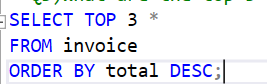 SELECT TOP 3 *
FROM invoice
ORDER BY total DESC;